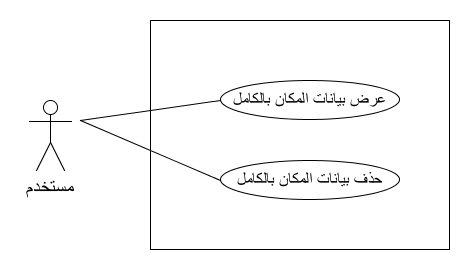 عرض بيانات المكان بالكامل
حذف بيانات المكان بالكامل
مستخدم